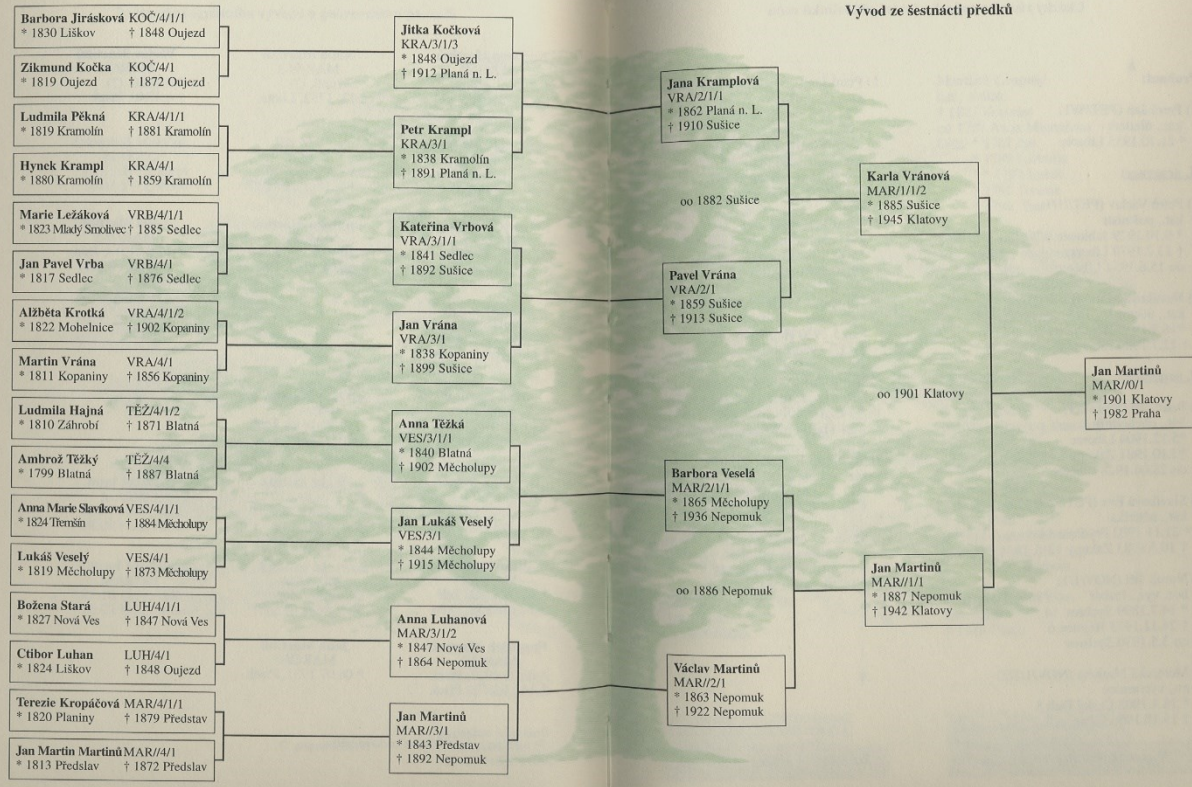 Vývod ze šestnácti předků
Barbora Jirásková KOČ/4/1/1
* 1830 Liškov † 1848 Oujezd
Zikmund Kočka KOČ/4/1
* 1819 Oujezd † 1872 Oujezd
Ludmila Pěkná KRA/4/1/1
* 1819 Kramolín † 1881 Kramolín
Hynek Krampl KRA/4/1
* 1880 Kramolín † 1859 Kramolín
Marie Ležáková VRB/4/1/1
* 1823 Mladý Smolivec † 1885 Sedlec
Jan Pavel Vrba VRB/4/1
* 1817 Sedlec † 1876 Sedlec
Alžběta Krotká VRA/4/1/2
* 1822 Mohelnice † 1902 Kopaniny
Martin Vrána VRA/4/1
* 1811 Kopaniny † 1856 Kopaniny
Ludmila Hajná TĚŽ/4/1/2
* 1810 Záhrobí † 1871 Blatná
Ambrož Těžký TĚŽ/4/4
* 1799 Blatná † 1887 Blatná
Anna Marie Slavíková VES/4/1/1
* 1824 Třemšín † 1884 Měcholupy
Lukáš Veselý VES/4/1
* 1819 Měcholupy † 1873 Měcholupy
Božena Stará LUH/4/1/1
* 1827 Nová Ves † 1847 Nová Ves
Ctibor Luhan LUH/4/1
* 1824 Liškov † 1848 Oujezd
Terezie Kropáčová MAR/4/1/1
* 1820 Planiny † 1879 Představ
Jan Martin Martinů MAR//4/1
* 1813 Předslav † 1872 Předslav
Jitka Kočková
KRA/3/1/3
* 1848 Oujezd
† 1912 Planá n. L.
Petr Krampl
KRA/3/1
* 1838 Kramolín
† 1891 Planá n. L.
Kateřina Vrbová
VRA/3/1/1
* 1841 Sedlec
† 1892 Sušice
Jan Vrána
VRA/3/1
* 1838 Kopaniny
† 1899 Sušice
Anna Těžká
VES/3/1/1
* 1840 Blatná
† 1902 Měcholupy
Jan Lukáš Veselý
VES/3/1
* 1844 Měcholupy
† 1915 Měcholupy
Anna Luhanová
MAR/3/1/2
* 1847 Nová Ves
† 1864 Nepomuk
Jan Martinů
MAR//3/1
* 1843 Představ
† 1892 Nepomuk
Jana Kramplová
VRA/2/1/1
* 1862 Planá n. L.
† 1910 Sušice
oo 1882 Sušice
Pavel Vrána
VRA/2/1
* 1859 Sušice
† 1913 Sušice
Barbora Veselá
MAR/2/1/1
* 1865 Měcholupy
† 1936 Nepomuk
oo 1886 Nepomuk
Václav Martinů
MAR//2/1
* 1863 Nepomuk
† 1922 Nepomuk
Karla Vránová
MAR/1/1/2
* 1885 Sušice
† 1945 Klatovy
oo 1901 Klatovy
Jan Martinů
MAR//1/1
* 1887 Nepomuk
† 1942 Klatovy
Jan Martinů
MAR//0/1
* 1901 Klatovy
† 1982 Praha